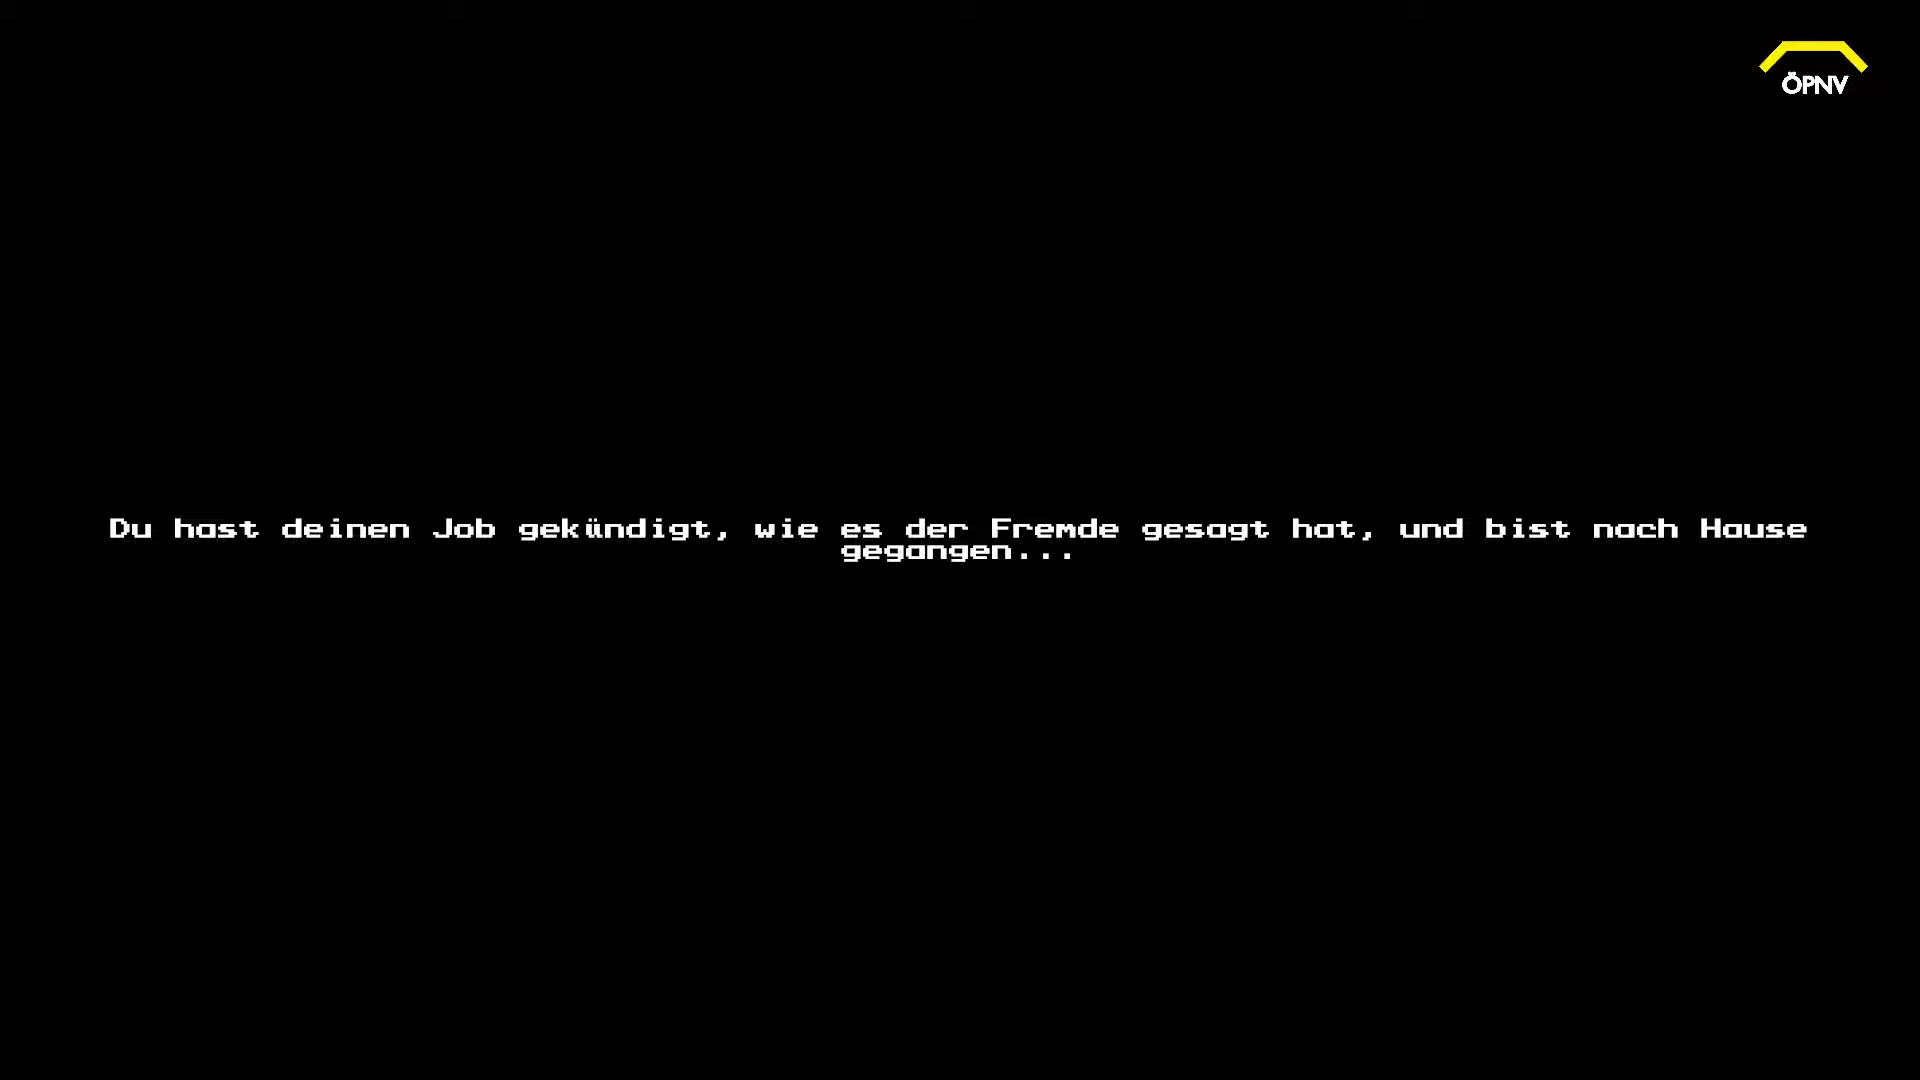 ÖPNV
Du hast deinen Job gekündigt, wie es der Fremde gesagt hat, und bist nach Hause
gegangen...